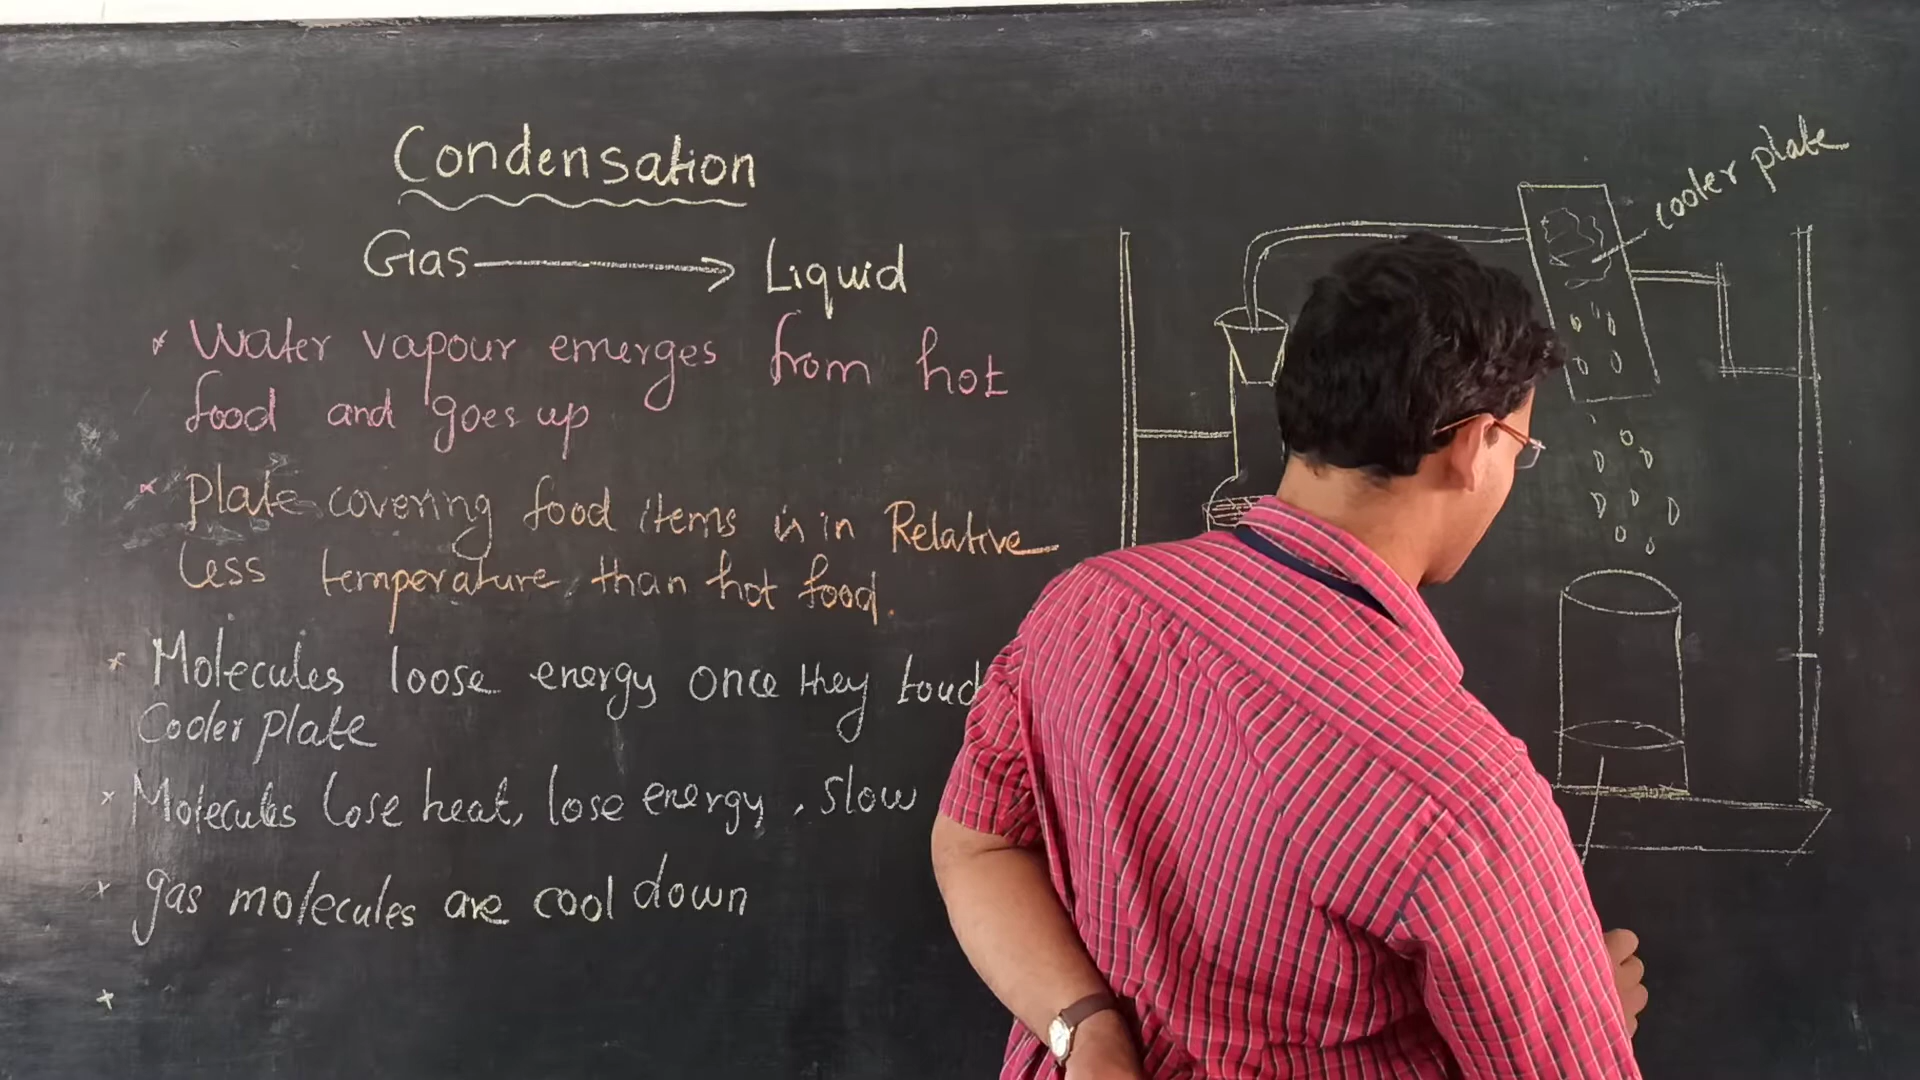 Condensation
Gas Liquid
Water vapour emerges from hot
food and goes up
Plate covering food items is in Relative
less temperature than hot food.
Molecules loose energy once they
Cooler plate
Molecules lose heat, lose energy, slow
gas molecules are cool down
cooler plate